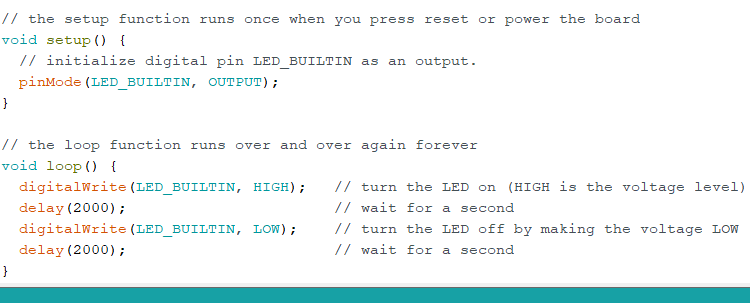 // the setup function runs once when you press reset or power the board
void setup() {
  // initialize digital pin LED_BUILTIN as an output.
  pinMode(LED_BUILTIN, OUTPUT);
}

// the loop function runs over and over again forever
void loop() {
  digitalWrite(LED_BUILTIN, HIGH);   // turn the LED on (HIGH is the voltage level)
  delay(2000);                       // wait for a second
  digitalWrite(LED_BUILTIN, LOW);    // turn the LED off by making the voltage LOW
  delay(2000);                       // wait for a second
}